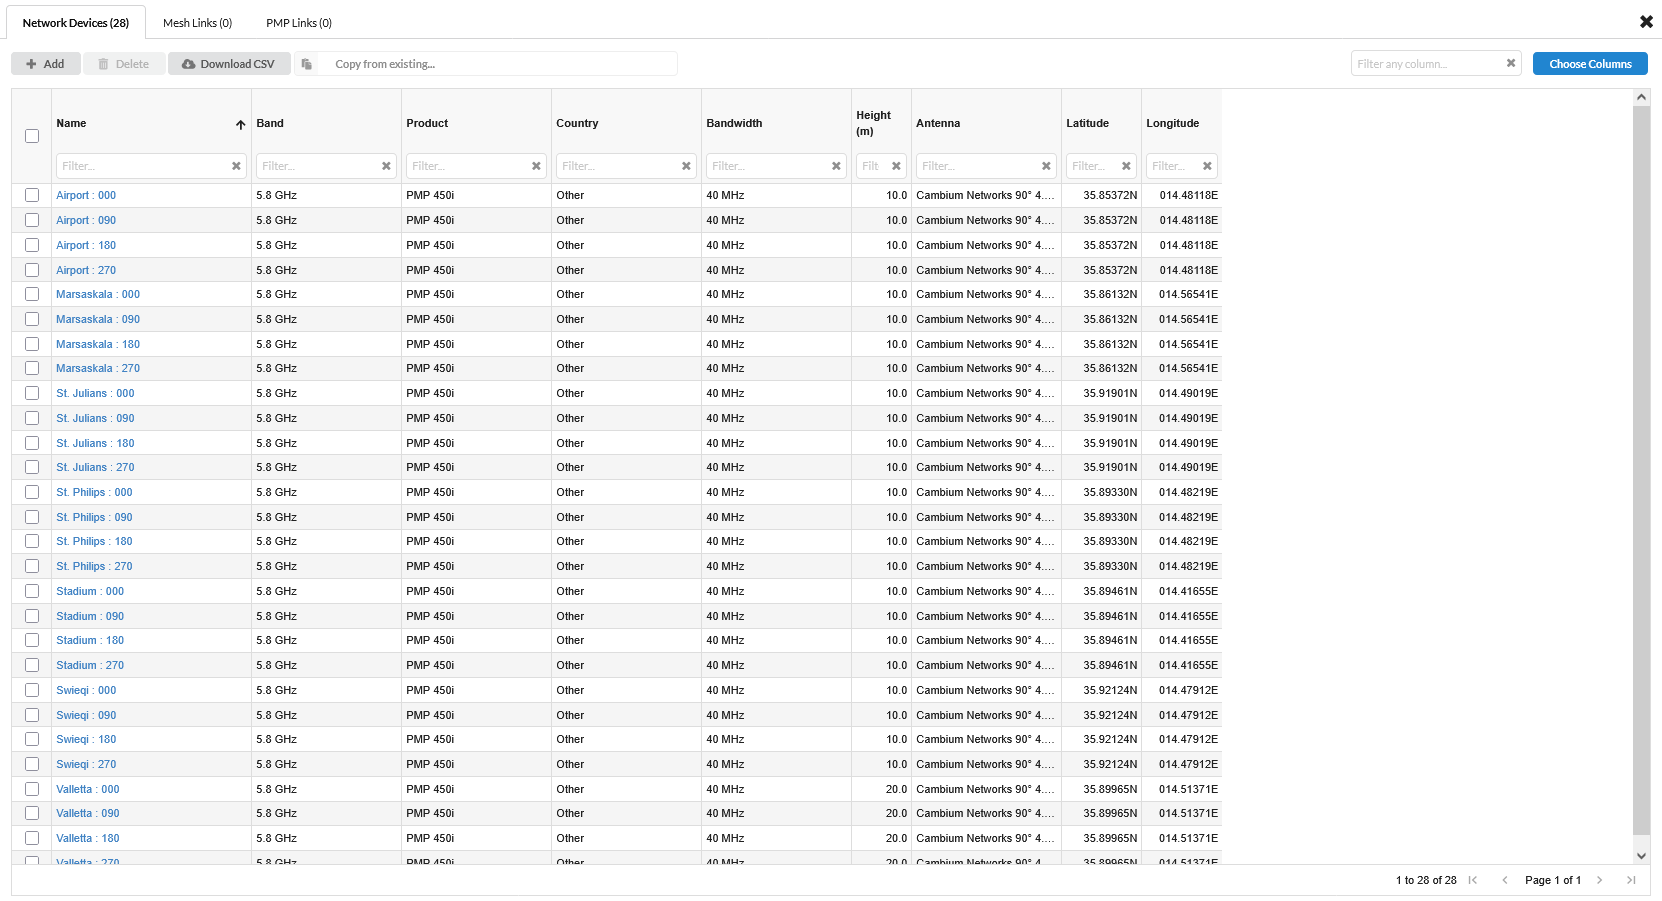 Network Devices (28) Mesh Links (0) PMP Links (0)
Add Delete Download CSV Copy from existing... Filter any column... Choose Columns
Name Band Product Country Bandwidth Height (m) Antenna Latitude Longitude
Filter... Filter... Filter... Filter... Filter... Filt Filter... Filter... Filter...
Airport : 000 5.8 GHz PMP 450i Other 40 MHz 10.0 Cambium Networks 90° 4.... 35.85372N 014.48118E
Airport : 090 5.8 GHz PMP 450i Other 40 MHz 10.0 Cambium Networks 90° 4.... 35.85372N 014.48118E
Airport : 180 5.8 GHz PMP 450i Other 40 MHz 10.0 Cambium Networks 90° 4.... 35.85372N 014.48118E
Airport : 270 5.8 GHz PMP 450i Other 40 MHz 10.0 Cambium Networks 90° 4.... 35.85372N 014.48118E
Marsaskala : 000 5.8 GHz PMP 450i Other 40 MHz 10.0 Cambium Networks 90° 4.... 35.86132N 014.56541E
Marsaskala : 090 5.8 GHz PMP 450i Other 40 MHz 10.0 Cambium Networks 90° 4.... 35.86132N 014.56541E
Marsaskala : 180 5.8 GHz PMP 450i Other 40 MHz 10.0 Cambium Networks 90° 4.... 35.86132N 014.56541E
Marsaskala : 270 5.8 GHz PMP 450i Other 40 MHz 10.0 Cambium Networks 90° 4.... 35.86132N 014.56541E
St. Julians : 000 5.8 GHz PMP 450i Other 40 MHz 10.0 Cambium Networks 90° 4.... 35.91901N 014.49019E
St. Julians : 090 5.8 GHz PMP 450i Other 40 MHz 10.0 Cambium Networks 90° 4.... 35.91901N 014.49019E
St. Julians : 180 5.8 GHz PMP 450i Other 40 MHz 10.0 Cambium Networks 90° 4.... 35.91901N 014.49019E
St. Julians : 270 5.8 GHz PMP 450i Other 40 MHz 10.0 Cambium Networks 90° 4.... 35.91901N 014.49019E
St. Philips : 000 5.8 GHz PMP 450i Other 40 MHz 10.0 Cambium Networks 90° 4.... 35.89330N 014.48219E
St. Philips : 090 5.8 GHz PMP 450i Other 40 MHz 10.0 Cambium Networks 90° 4.... 35.89330N 014.48219E
St. Philips : 180 5.8 GHz PMP 450i Other 40 MHz 10.0 Cambium Networks 90° 4.... 35.89330N 014.48219E
St. Philips : 270 5.8 GHz PMP 450i Other 40 MHz 10.0 Cambium Networks 90° 4.... 35.89330N 014.48219E
Stadium : 000 5.8 GHz PMP 450i Other 40 MHz 10.0 Cambium Networks 90° 4.... 35.89461N 014.41655E
Stadium : 090 5.8 GHz PMP 450i Other 40 MHz 10.0 Cambium Networks 90° 4.... 35.89461N 014.41655E
Stadium : 180 5.8 GHz PMP 450i Other 40 MHz 10.0 Cambium Networks 90° 4.... 35.89461N 014.41655E
Stadium : 270 5.8 GHz PMP 450i Other 40 MHz 10.0 Cambium Networks 90° 4.... 35.89461N 014.41655E
Swieqi : 000 5.8 GHz PMP 450i Other 40 MHz 10.0 Cambium Networks 90° 4.... 35.92124N 014.47912E
Swieqi : 090 5.8 GHz PMP 450i Other 40 MHz 10.0 Cambium Networks 90° 4.... 35.92124N 014.47912E
Swieqi : 180 5.8 GHz PMP 450i Other 40 MHz 10.0 Cambium Networks 90° 4.... 35.92124N 014.47912E
Swieqi : 270 5.8 GHz PMP 450i Other 40 MHz 10.0 Cambium Networks 90° 4.... 35.92124N 014.47912E
Valletta : 000 5.8 GHz PMP 450i Other 40 MHz 20.0 Cambium Networks 90° 4.... 35.89965N 014.51371E
Valletta : 090 5.8 GHz PMP 450i Other 40 MHz 20.0 Cambium Networks 90° 4.... 35.89965N 014.51371E
Valletta : 180 5.8 GHz PMP 450i Other 40 MHz 20.0 Cambium Networks 90° 4.... 35.89965N 014.51371E
Valletta : 270 5.8 GHz PMP 450i Other 40 MHz 20.0 Cambium Networks 90° 4 35.89965N 014.51371E
1 to 28 of 28 Page 1 of 1